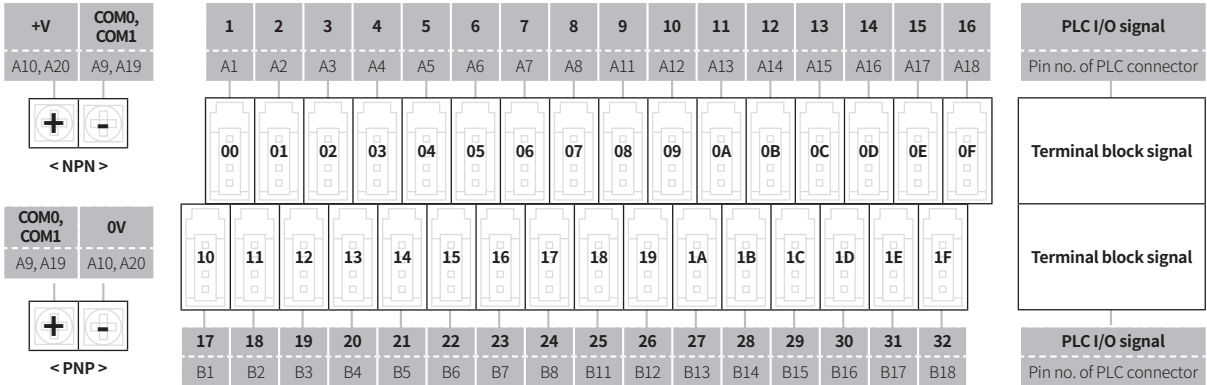 +V COM0, COM1
A10, A20 A9, A19
+ -
< NPN >
COM0, COM1 0V
A9, A19 A10, A20
+ -
< PNP >
1 2 3 4 5 6 7 8 9 10 11 12 13 14 15 16
A1 A2 A3 A4 A5 A6 A7 A8 A11 A12 A13 A14 A15 A16 A17 A18
00 01 02 03 04 05 06 07 08 09 0A 0B 0C 0D 0E 0F
10 11 12 13 14 15 16 17 18 19 1A 1B 1C 1D 1E 1F
17 18 19 20 21 22 23 24 25 26 27 28 29 30 31 32
B1 B2 B3 B4 B5 B6 B7 B8 B11 B12 B13 B14 B15 B16 B17 B18
PLC I/O signal
Pin no. of PLC connector
Terminal block signal
Terminal block signal
PLC I/O signal
Pin no. of PLC connector